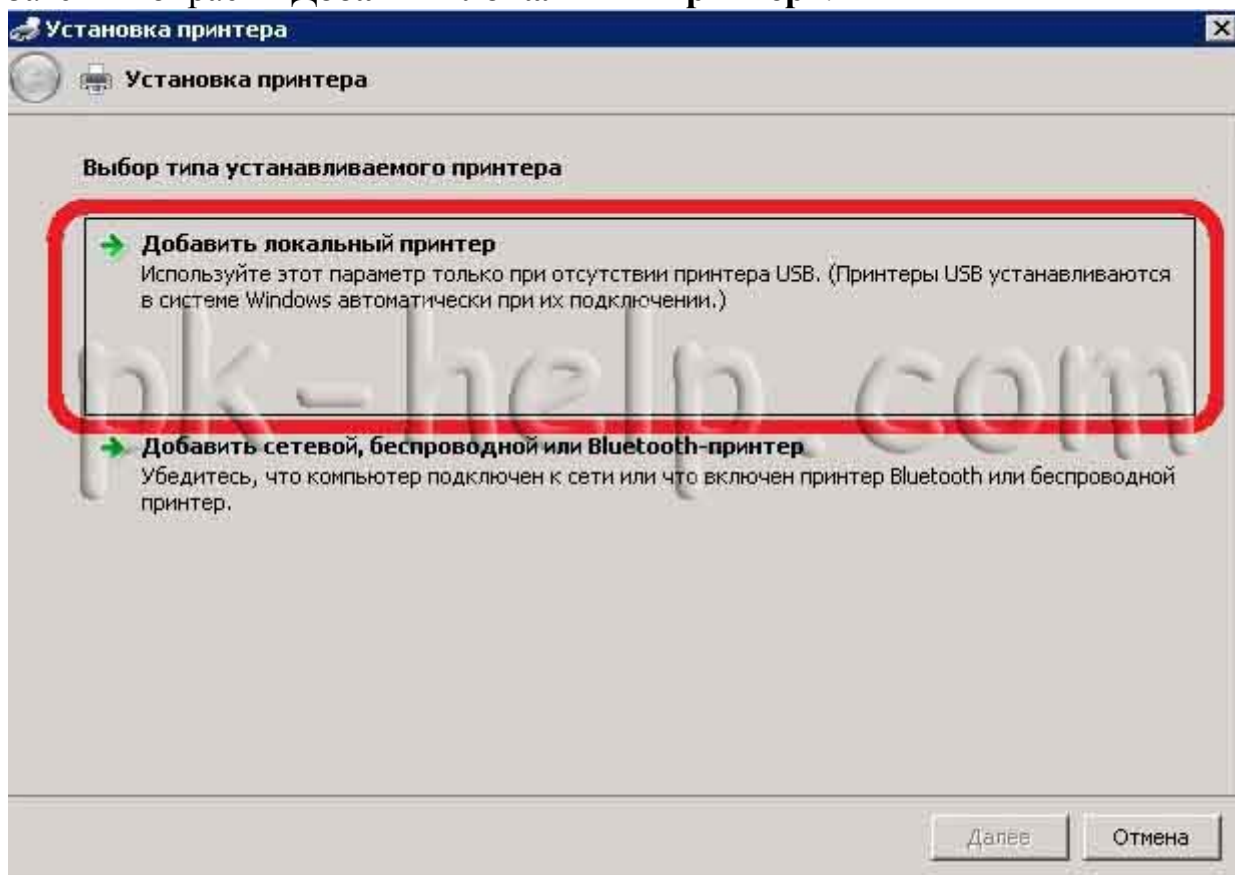 Установка принтера
Установка принтера
Выбор типа устанавливаемого принтера
Добавить локальный принтер
Используйте этот параметр только при отсутствии принтера USB. (Принтеры USB устанавливаются
в системе Windows автоматически при их подключении.)
pk-help.com
Добавить сетевой, беспроводной или Bluetooth-принтер
Убедитесь, что компьютер подключен к сети или что включен принтер Bluetooth или беспроводной
принтер.
Далее Отмена